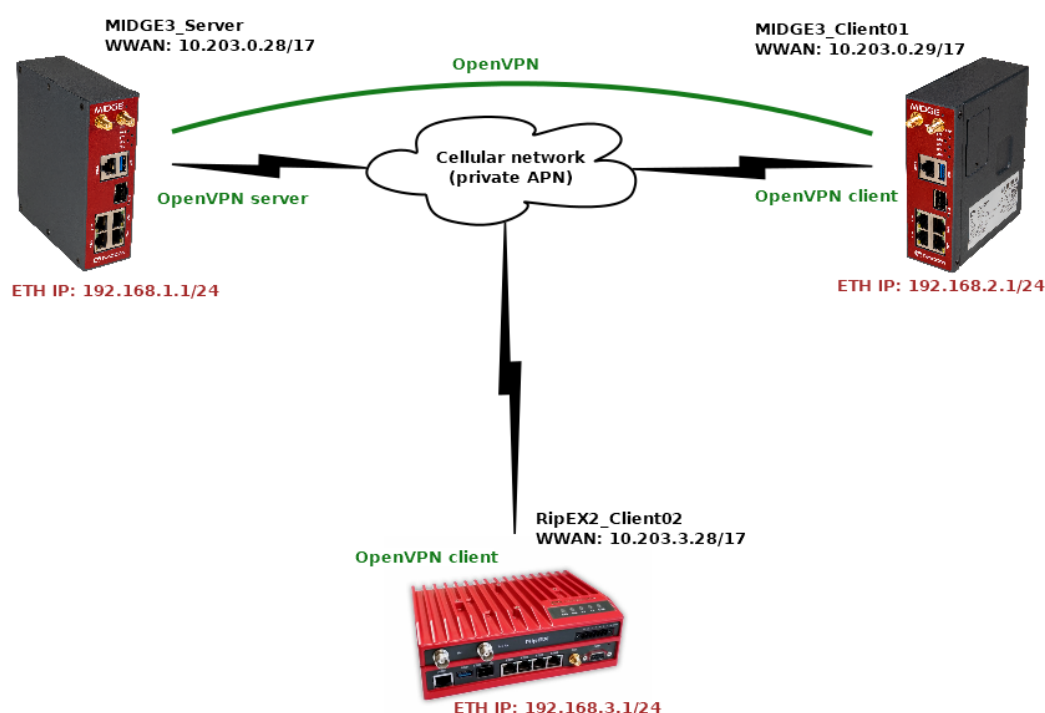 MIDGE3_Server
WWAN: 10.203.0.28/17
MIDGE3_Client01
WWAN: 10.203.0.29/17
OpenVPN
MIDGE
MIDGE
Cellular network
(private APN)
OpenVPN server
OpenVPN client
ETH IP: 192.168.1.1/24
ETH IP: 192.168.2.1/24
RipEX2_Client02
WWAN: 10.203.3.28/17
OpenVPN client
ETH IP: 192.168.3.1/24